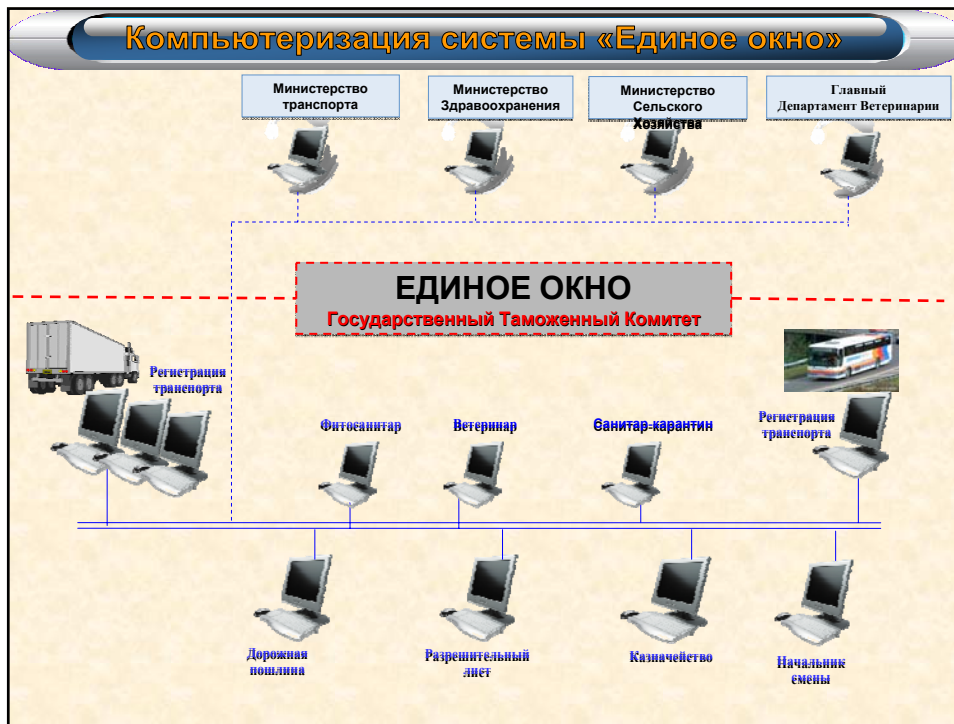 Компьютеризация системы «Единое окно»
Министерство
транспорта
Министерство
Здравоохранения
Министерство
Сельского
Хозяйства
Главный
Департамент Ветеринарии
ЕДИНОЕ ОКНО
Государственный Таможенный Комитет
Регистрация
транспорта
Фитосанитар
Ветеринар
Санитар-карантин
Регистрация
транспорта
Дорожная
пошлина
Разрешительный
лист
Казначейство
Начальник
смены